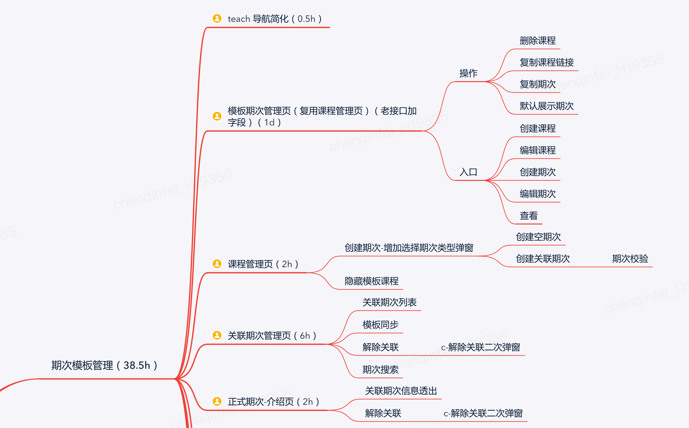 teach 导航简化（0.5h）
删除课程
复制课程链接
操作
复制期次
默认展示期次
模板期次管理页（复用课程管理页）（老接口加
字段）（1d）
创建课程
编辑课程
入口
创建期次
编辑期次
查看
创建期次-增加选择期次类型弹窗
创建空期次
创建关联期次
期次校验
课程管理页（2h）
隐藏模板课程
关联期次列表
模板同步
关联期次管理页（6h）
解除关联
c-解除关联二次弹窗
期次搜索
期次模板管理（38.5h）
关联期次信息透出
正式期次-介绍页（2h）
解除关联
c-解除关联二次弹窗